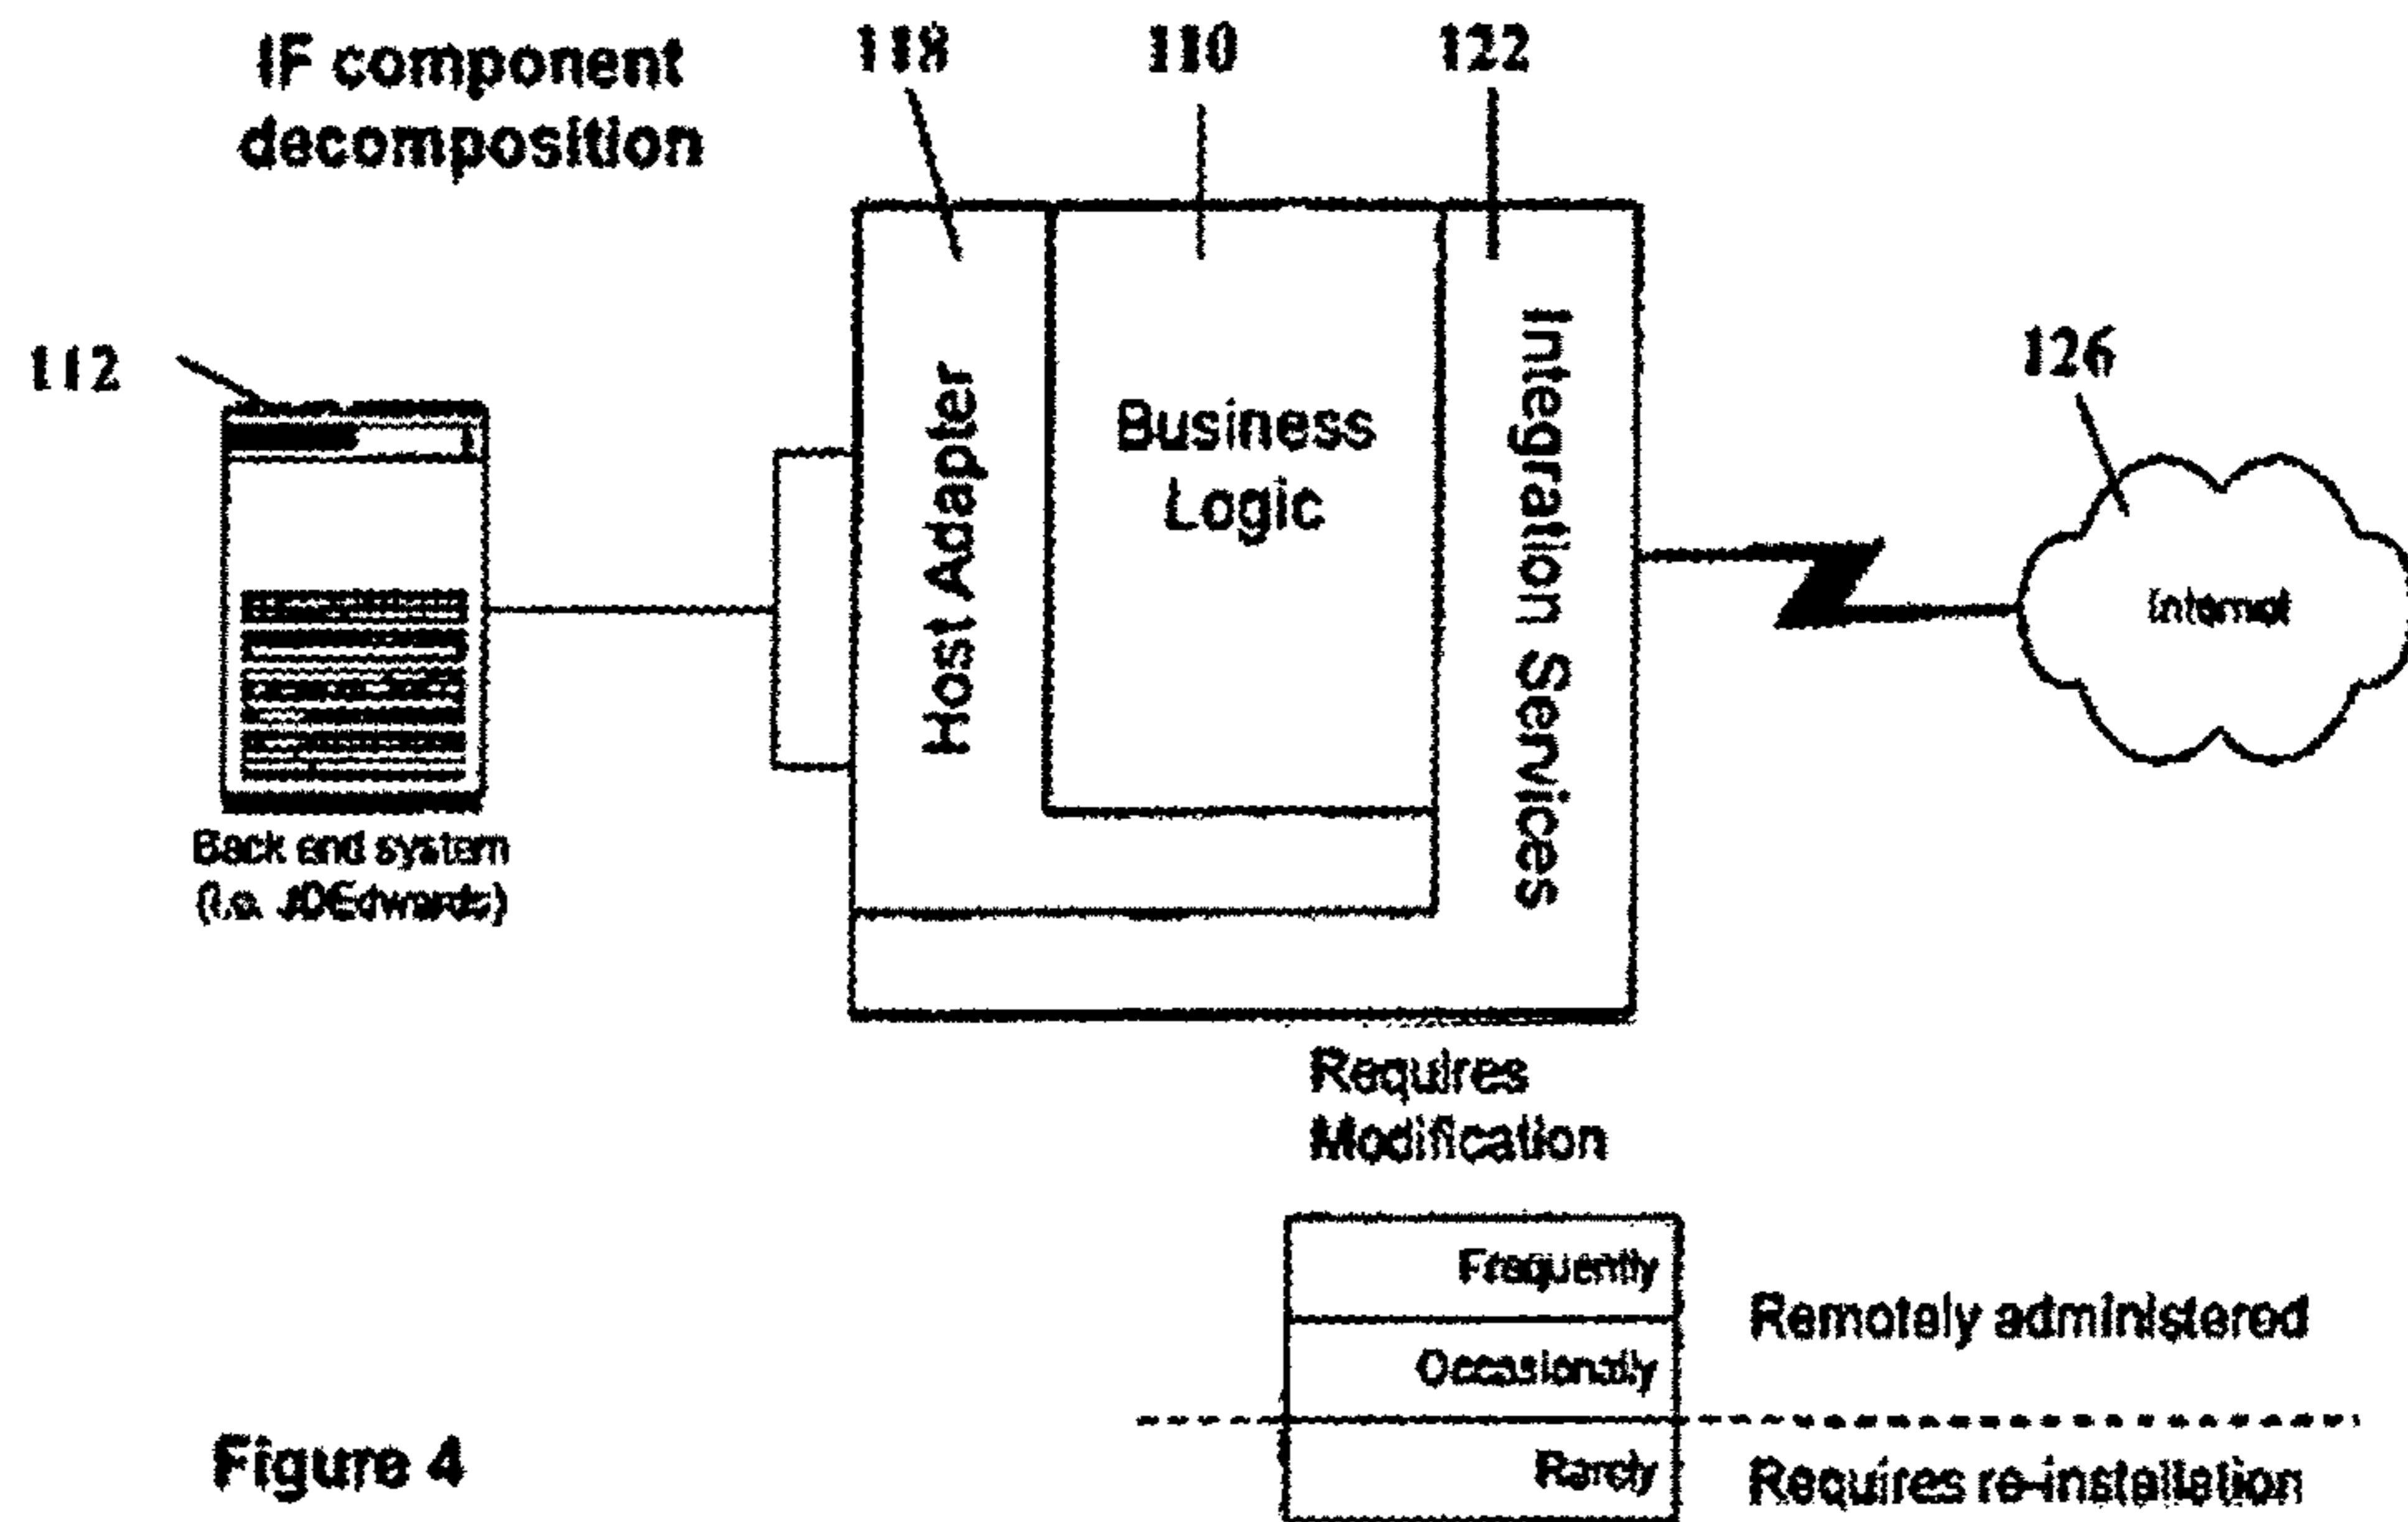 IF component
decomposition
118
110
122
112
126
Host Adapter
Business
Logic
Integration Services
Internet
Back end system
(i.e. JDEdwards)
Requires
Modification
Frequently
Occasionally
Rarely
Remotely administered
Requires re-installation
Figure 4